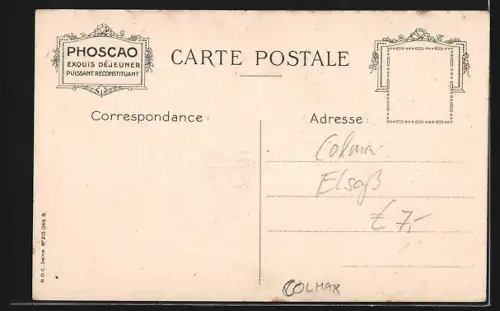 PHOSCAO
EXQUIS DÉJEUNER
PUISSANT RECONSTITUANT
CARTE POSTALE
Correspondance:
Adresse:
Colmar
Elsaß
£ 7,-
COLMAR